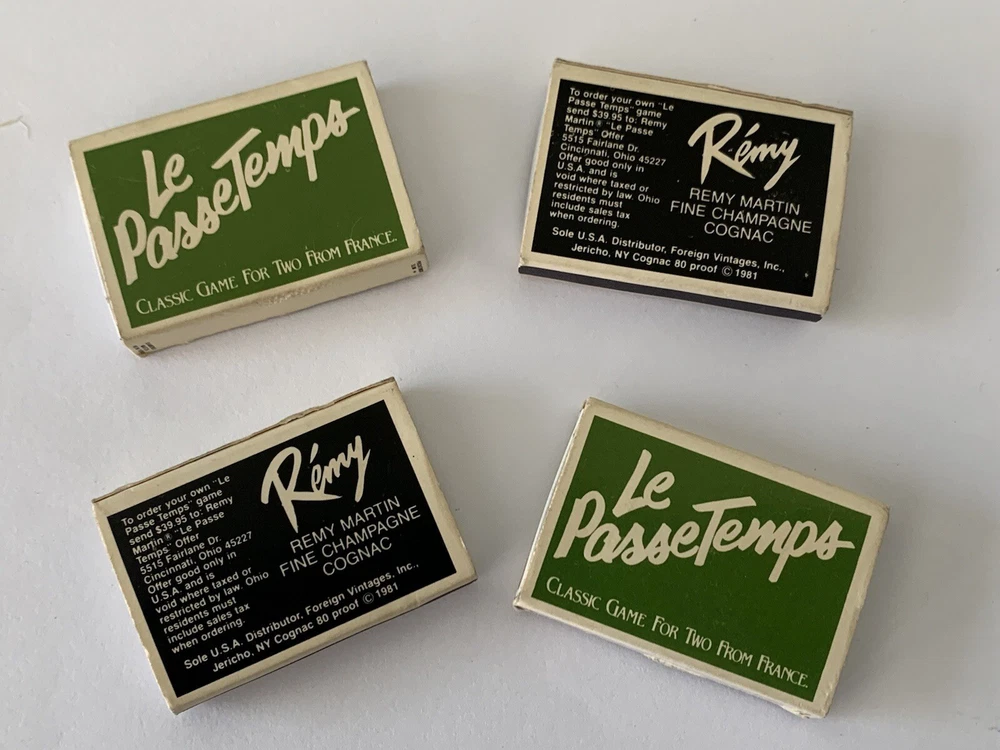 Le
PasseTemps
CLASSIC GAME FOR TWO FROM FRANCE.
To order your own "Le
Passe Temps" game
send $39.95 to: Remy
Martin® "Le Passe
Temps" Offer
5515 Fairlane Dr.
Cincinnati, Ohio 45227
Offer good only in
U.S.A. and is
void where taxed or
restricted by law. Ohio
residents must
include sales tax
when ordering.
Rémy
REMY MARTIN
FINE CHAMPAGNE
COGNAC
Sole U.S.A. Distributor, Foreign Vintages, Inc.,
Jericho, NY Cognac 80 proof © 1981
To order your own "Le
Passe Temps" game
send $39.95 to: Remy
Martin® "Le Passe
Temps" Offer
5515 Fairlane Dr.
Cincinnati, Ohio 45227
Offer good only in
U.S.A. and is
void where taxed or
restricted by law. Ohio
residents must
include sales tax
when ordering.
Rémy
REMY MARTIN
FINE CHAMPAGNE
COGNAC
Sole U.S.A. Distributor, Foreign Vintages, Inc.,
Jericho, NY Cognac 80 proof © 1981
Le
PasseTemps
CLASSIC GAME FOR TWO FROM FRANCE.